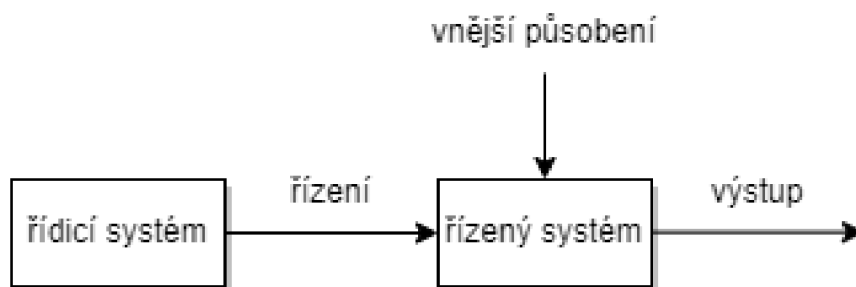 vnější působení
řídicí systém
řízení
řízený systém
výstup